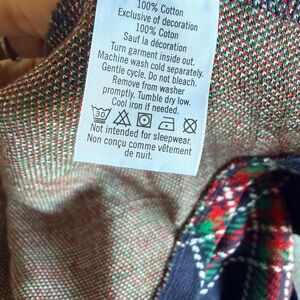 100% Cotton
Exclusive of decoration
100% Coton
Sauf la décoration
Turn garment inside out.
Machine wash cold separately.
Gentle cycle. Do not bleach.
Remove from washer
promptly. Tumble dry low.
Cool iron if needed.
30
Not intended for sleepwear.
Non conçu comme vêtement
de nuit.